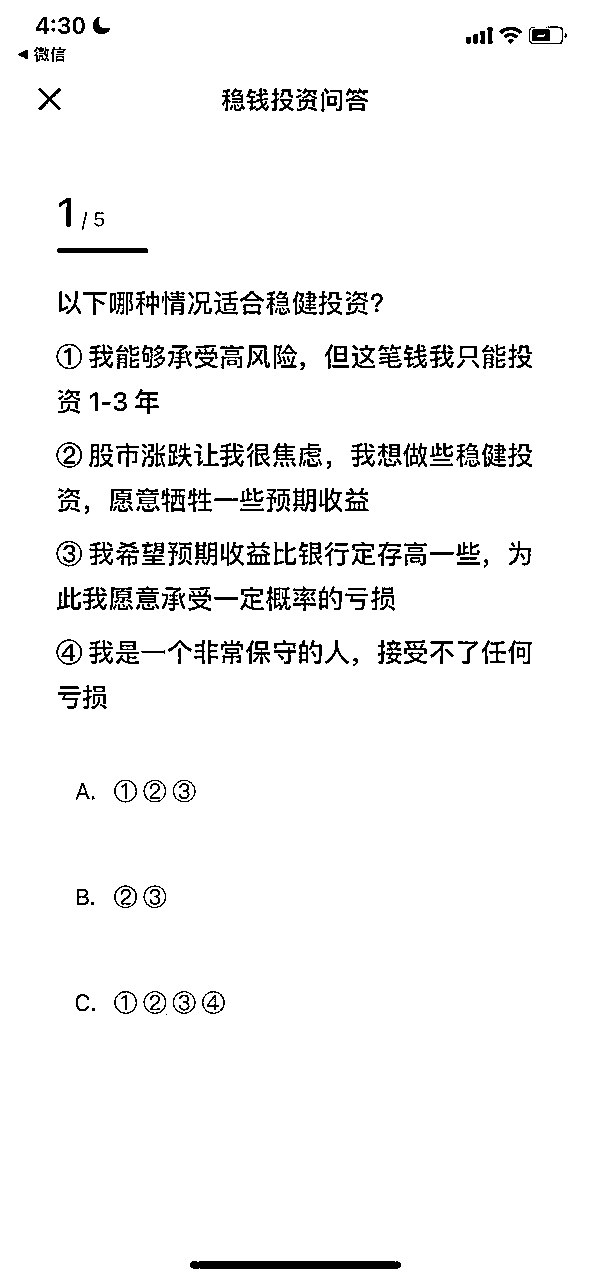 4:30
◀ 微信
稳钱投资问答
1 / 5
以下哪种情况适合稳健投资?
① 我能够承受高风险，但这笔钱我只能投
资 1-3 年
② 股市涨跌让我很焦虑，我想做些稳健投
资，愿意牺牲一些预期收益
③ 我希望预期收益比银行定存高一些，为
此我愿意承受一定概率的亏损
④ 我是一个非常保守的人，接受不了任何
亏损
A. ①②③
B. ②③
C. ①②③④